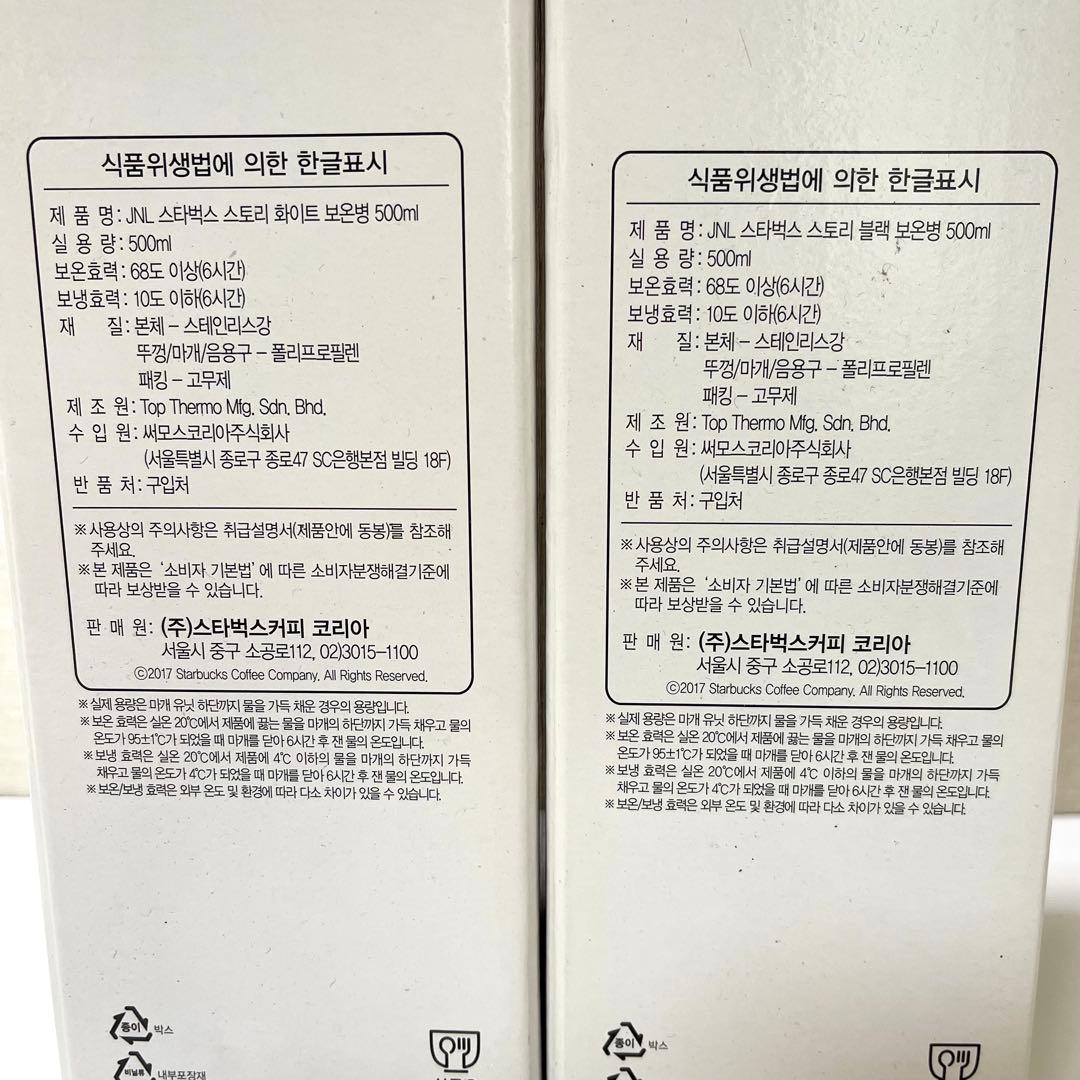 식품위생법에 의한 한글표시
제 품 명 : JNL 스타벅스 스토리 화이트 보온병 500ml
실 용 량 : 500ml
보온효력 : 68도 이상(6시간)
보냉효력 : 10도 이하(6시간)
재 질 : 본체 – 스테인리스강
뚜껑/마개/음용구 – 폴리프로필렌
패킹 – 고무제
제 조 원 : Top Thermo Mfg. Sdn. Bhd.
수 입 원 : 써모스코리아주식회사
(서울특별시 종로구 종로47 SC은행본점 빌딩 18F)
반 품 처 : 구입처
※ 사용상의 주의사항은 취급설명서(제품안에 동봉)를 참조해
주세요.
※ 본 제품은 '소비자 기본법'에 따른 소비자분쟁해결기준에
따라 보상받을 수 있습니다.
판 매 원 : (주)스타벅스커피 코리아
서울시 중구 소공로112, 02)3015–1100
©2017 Starbucks Coffee Company. All Rights Reserved.
※ 실제 용량은 마개 유닛 하단까지 물을 가득 채운 경우의 용량입니다.
※ 보온 효력은 실온 20℃에서 제품에 끓는 물을 마개의 하단까지 가득 채우고 물의
온도가 95±1℃가 되었을 때 마개를 닫아 6시간 후 잰 물의 온도입니다.
※ 보냉 효력은 실온 20℃에서 제품에 4℃ 이하의 물을 마개의 하단까지 가득
채우고 물의 온도가 4℃가 되었을 때 마개를 닫아 6시간 후 잰 물의 온도입니다.
※ 보온/보냉 효력은 외부 온도 및 환경에 따라 다소 차이가 있을 수 있습니다.
종이 박스
비닐류 내부포장재
식품위생법에 의한 한글표시
제 품 명 : JNL 스타벅스 스토리 블랙 보온병 500ml
실 용 량 : 500ml
보온효력 : 68도 이상(6시간)
보냉효력 : 10도 이하(6시간)
재 질 : 본체 – 스테인리스강
뚜껑/마개/음용구 – 폴리프로필렌
패킹 – 고무제
제 조 원 : Top Thermo Mfg. Sdn. Bhd.
수 입 원 : 써모스코리아주식회사
(서울특별시 종로구 종로47 SC은행본점 빌딩 18F)
반 품 처 : 구입처
※ 사용상의 주의사항은 취급설명서(제품안에 동봉)를 참조해
주세요.
※ 본 제품은 '소비자 기본법'에 따른 소비자분쟁해결기준에
따라 보상받을 수 있습니다.
판 매 원 : (주)스타벅스커피 코리아
서울시 중구 소공로112, 02)3015–1100
©2017 Starbucks Coffee Company. All Rights Reserved.
※ 실제 용량은 마개 유닛 하단까지 물을 가득 채운 경우의 용량입니다.
※ 보온 효력은 실온 20℃에서 제품에 끓는 물을 마개의 하단까지 가득 채우고 물의
온도가 95±1℃가 되었을 때 마개를 닫아 6시간 후 잰 물의 온도입니다.
※ 보냉 효력은 실온 20℃에서 제품에 4℃ 이하의 물을 마개의 하단까지 가득
채우고 물의 온도가 4℃가 되었을 때 마개를 닫아 6시간 후 잰 물의 온도입니다.
※ 보온/보냉 효력은 외부 온도 및 환경에 따라 다소 차이가 있을 수 있습니다.
종이 박스